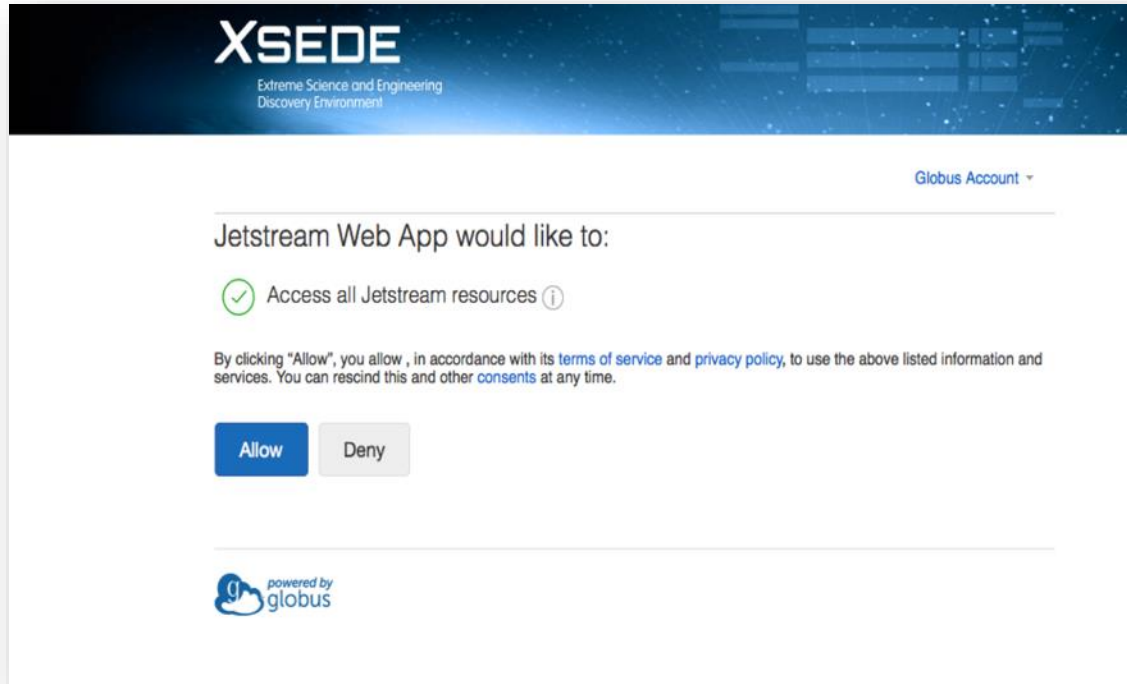 XSEDE
Extreme Science and Engineering
Discovery Environment
Globus Account
Jetstream Web App would like to:
Access all Jetstream resources i
By clicking “Allow”, you allow , in accordance with its terms of service and privacy policy, to use the above listed information and
services. You can rescind this and other consents at any time.
Allow Deny
g powered by
globus